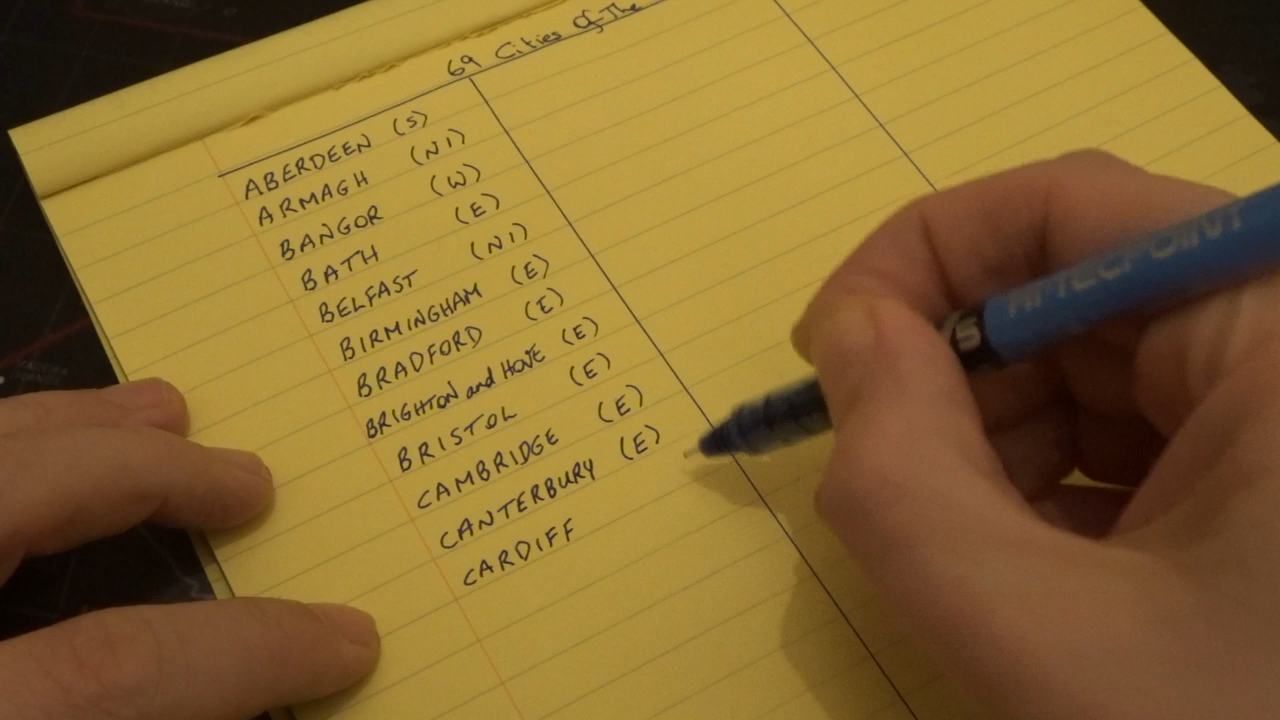 69 Cities Of The
ABERDEEN (S)
ARMAGH (NI)
BANGOR (W)
BATH (E)
BELFAST (NI)
BIRMINGHAM (E)
BRADFORD (E)
BRIGHTON and HOVE (E)
BRISTOL (E)
CAMBRIDGE (E)
CANTERBURY (E)
CARDIFF